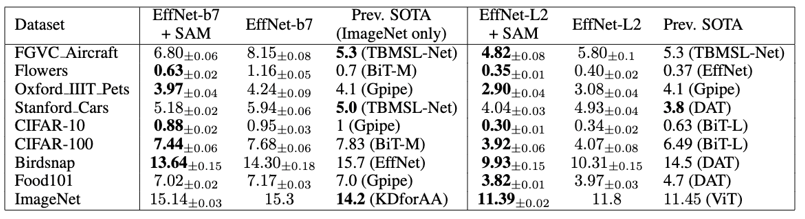 Dataset EffNet-b7 + SAM EffNet-b7 Prev. SOTA (ImageNet only) EffNet-L2 + SAM EffNet-L2 Prev. SOTA
FGVC_Aircraft 6.80±0.06 8.15±0.08 5.3 (TBMSL-Net) 4.82±0.08 5.80±0.1 5.3 (TBMSL-Net)
Flowers 0.63±0.02 1.16±0.05 0.7 (BiT-M) 0.35±0.01 0.40±0.02 0.37 (EffNet)
Oxford_IIIT_Pets 3.97±0.04 4.24±0.09 4.1 (Gpipe) 2.90±0.04 3.08±0.04 4.1 (Gpipe)
Stanford_Cars 5.18±0.02 5.94±0.06 5.0 (TBMSL-Net) 4.04±0.03 4.93±0.04 3.8 (DAT)
CIFAR-10 0.88±0.02 0.95±0.03 1 (Gpipe) 0.30±0.01 0.34±0.02 0.63 (BiT-L)
CIFAR-100 7.44±0.06 7.68±0.06 7.83 (BiT-M) 3.92±0.06 4.07±0.08 6.49 (BiT-L)
Birdsnap 13.64±0.15 14.30±0.18 15.7 (EffNet) 9.93±0.15 10.31±0.15 14.5 (DAT)
Food101 7.02±0.02 7.17±0.03 7.0 (Gpipe) 3.82±0.01 3.97±0.03 4.7 (DAT)
ImageNet 15.14±0.03 15.3 14.2 (KDforAA) 11.39±0.02 11.8 11.45 (ViT)